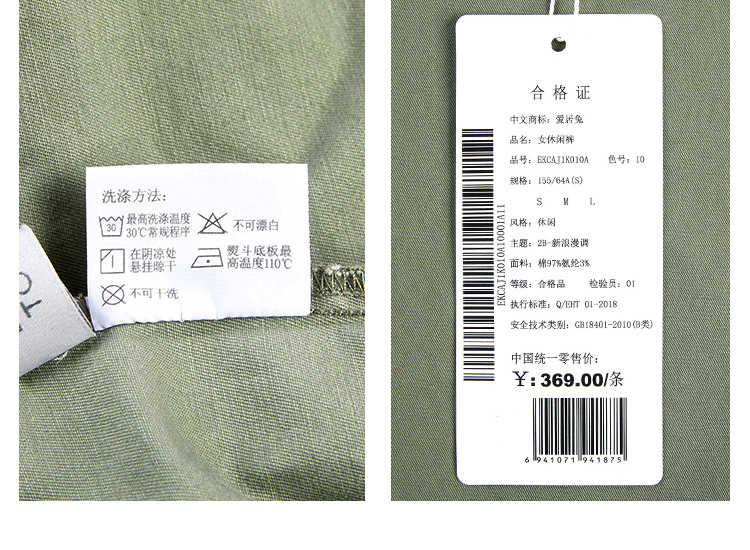 洗涤方法:
30
最高洗涤温度
30℃常规程序
不可漂白
在阴凉处
悬挂晾干
熨斗底板最
高温度110℃
不可干洗
合格证
中文商标: 爱居兔
品名: 女休闲裤
品号: EKCAJ1K010A 色号: 10
规格: 155/64A(S)
S M L
风格: 休闲
主题: 2B-新浪漫调
面料: 棉97%氨纶3%
等级: 合格品 检验员: 01
执行标准: Q/EHT 01-2018
安全技术类别: GB18401-2010(B类)
中国统一零售价:
¥: 369.00/条
EKCAJ1K010A10001A11
6 941071 941875